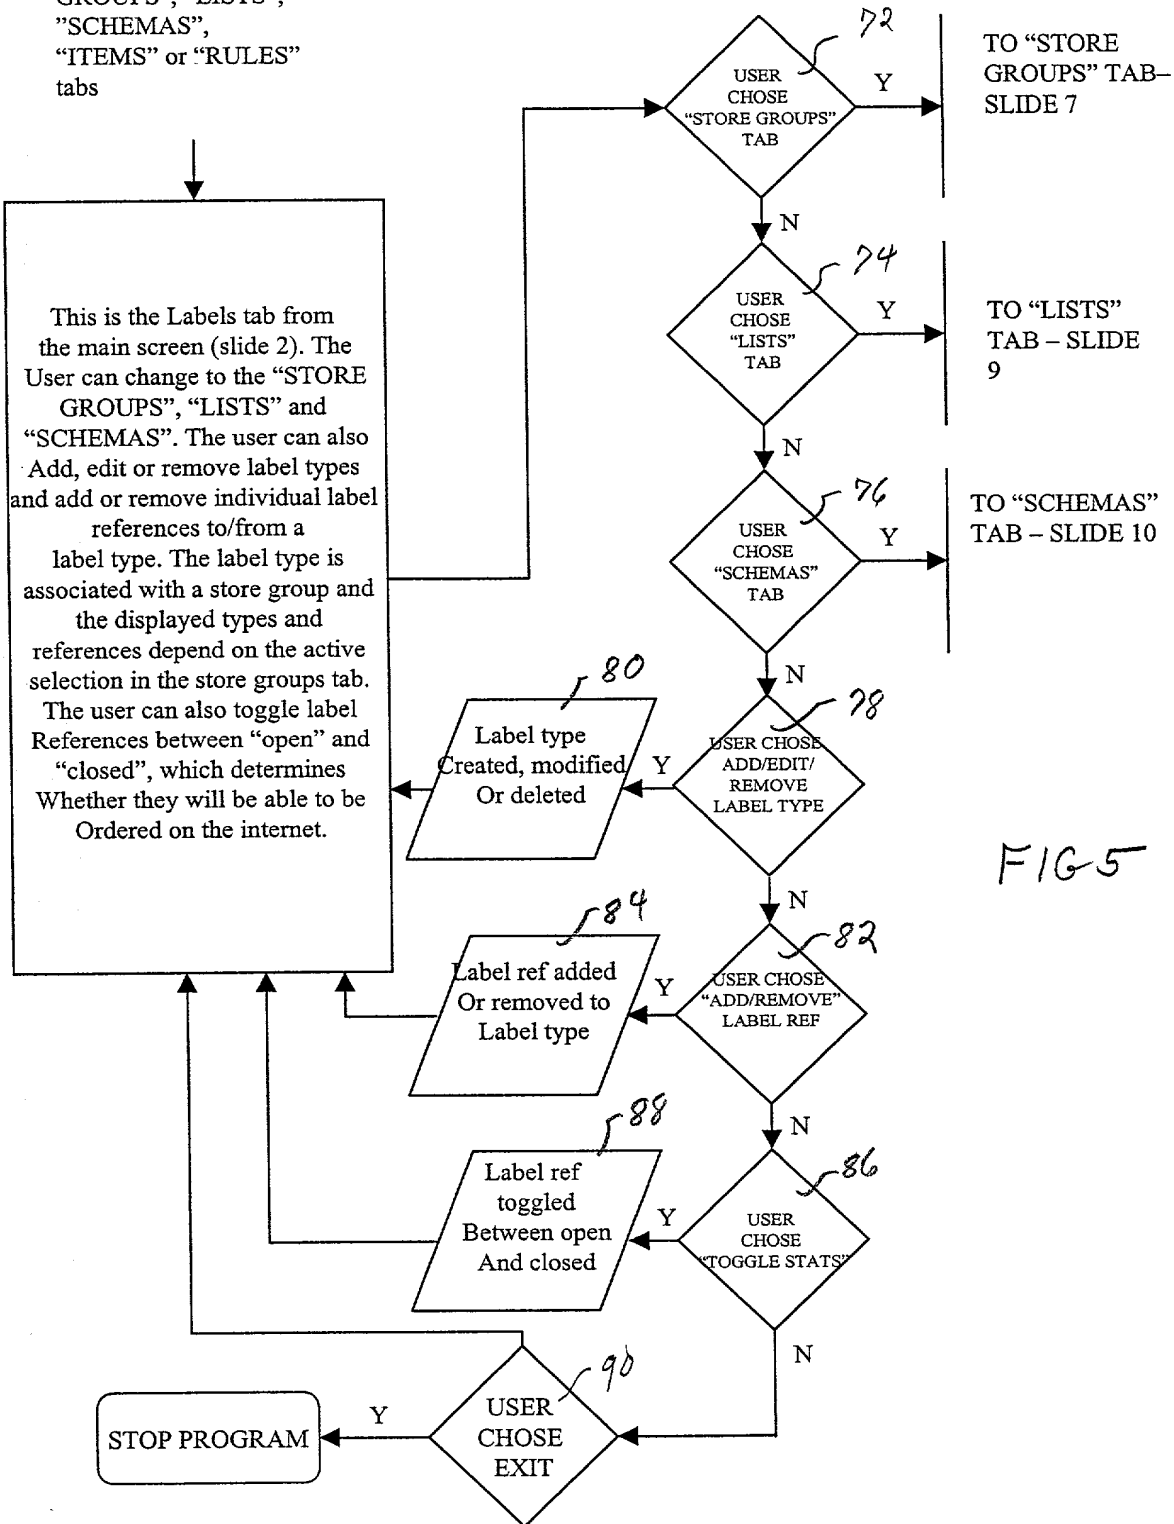 GROUPS", "LISTS",
"SCHEMAS",
"ITEMS" or "RULES"
tabs
This is the Labels tab from
the main screen (slide 2). The
User can change to the "STORE
GROUPS", "LISTS" and
"SCHEMAS". The user can also
Add, edit or remove label types
and add or remove individual label
references to/from a
label type. The label type is
associated with a store group and
the displayed types and
references depend on the active
selection in the store groups tab.
The user can also toggle label
References between "open" and
"closed", which determines
Whether they will be able to be
Ordered on the internet.
72
USER
CHOSE
"STORE GROUPS"
TAB
Y
TO "STORE
GROUPS" TAB–
SLIDE 7
N
74
USER
CHOSE
"LISTS"
TAB
Y
TO "LISTS"
TAB – SLIDE
9
N
76
USER
CHOSE
"SCHEMAS"
TAB
Y
TO "SCHEMAS"
TAB – SLIDE 10
N
78
USER CHOSE
ADD/EDIT/
REMOVE
LABEL TYPE
Y
80
Label type
Created, modified
Or deleted
N
82
USER CHOSE
"ADD/REMOVE"
LABEL REF
Y
84
Label ref added
Or removed to
Label type
N
86
USER
CHOSE
"TOGGLE STATS"
Y
88
Label ref
toggled
Between open
And closed
N
90
USER
CHOSE
EXIT
Y
STOP PROGRAM
FIG 5